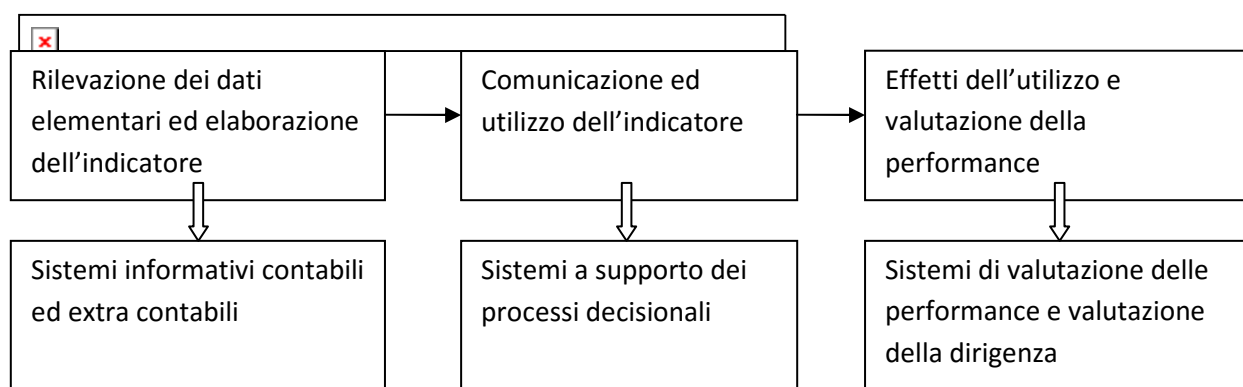 Rilevazione dei dati
elementari ed elaborazione
dell’indicatore
Comunicazione ed
utilizzo dell’indicatore
Effetti dell’utilizzo e
valutazione della
performance
Sistemi informativi contabili
ed extra contabili
Sistemi a supporto dei
processi decisionali
Sistemi di valutazione delle
performance e valutazione
della dirigenza